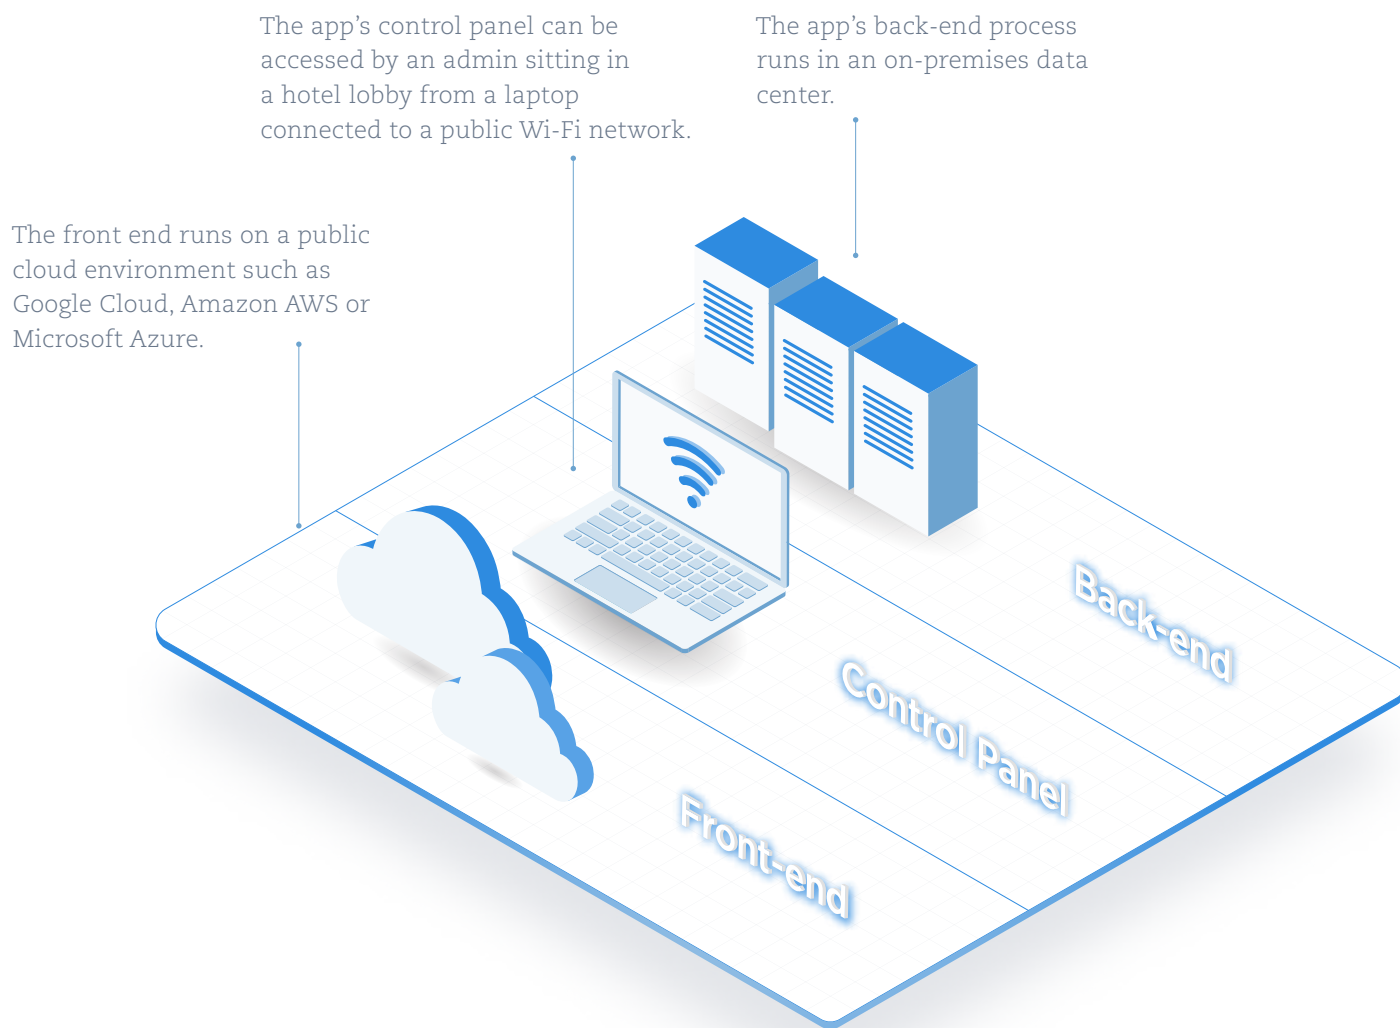 The app’s control panel can be
accessed by an admin sitting in
a hotel lobby from a laptop
connected to a public Wi-Fi network.
The app’s back-end process
runs in an on-premises data
center.
The front end runs on a public
cloud environment such as
Google Cloud, Amazon AWS or
Microsoft Azure.
Back-end
Control Panel
Front-end